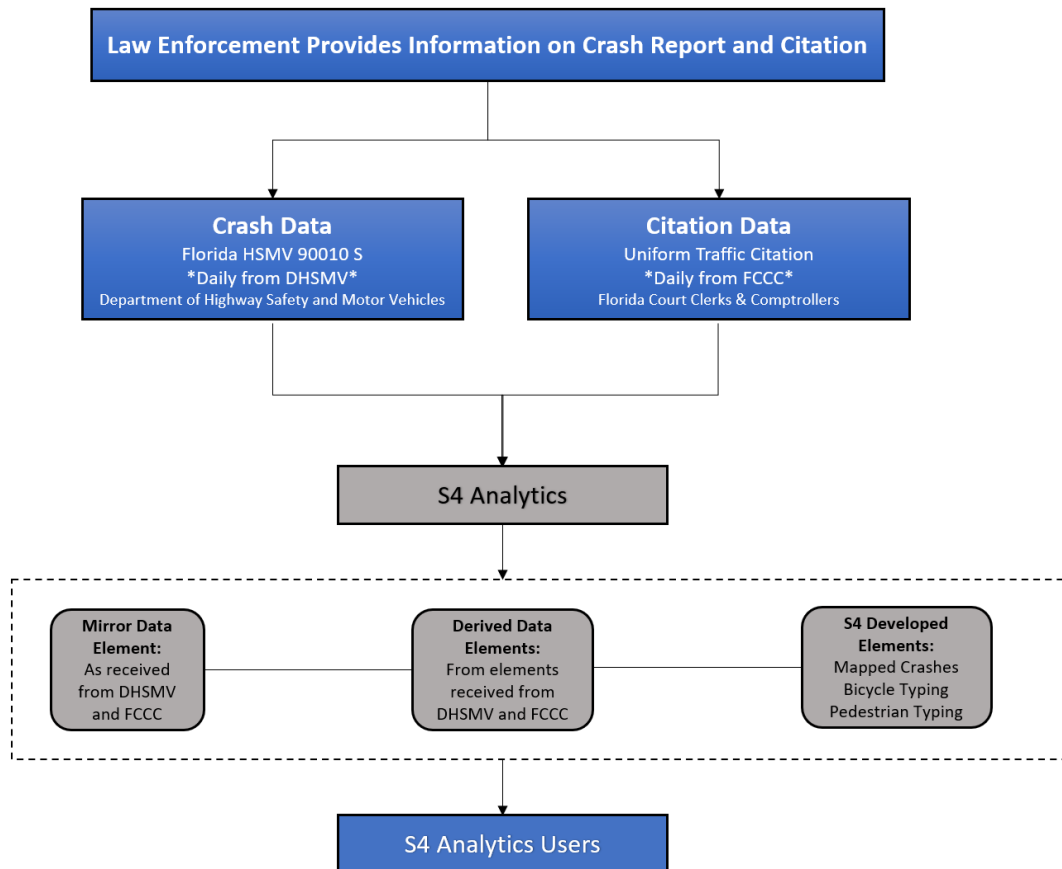 Law Enforcement Provides Information on Crash Report and Citation
Crash Data
Florida HSMV 90010 S
*Daily from DHSMV*
Department of Highway Safety and Motor Vehicles
Citation Data
Uniform Traffic Citation
*Daily from FCCC*
Florida Court Clerks & Comptrollers
S4 Analytics
Mirror Data
Element:
As received
from DHSMV
and FCCC
Derived Data
Elements:
From elements
received from
DHSMV and FCCC
S4 Developed
Elements:
Mapped Crashes
Bicycle Typing
Pedestrian Typing
S4 Analytics Users